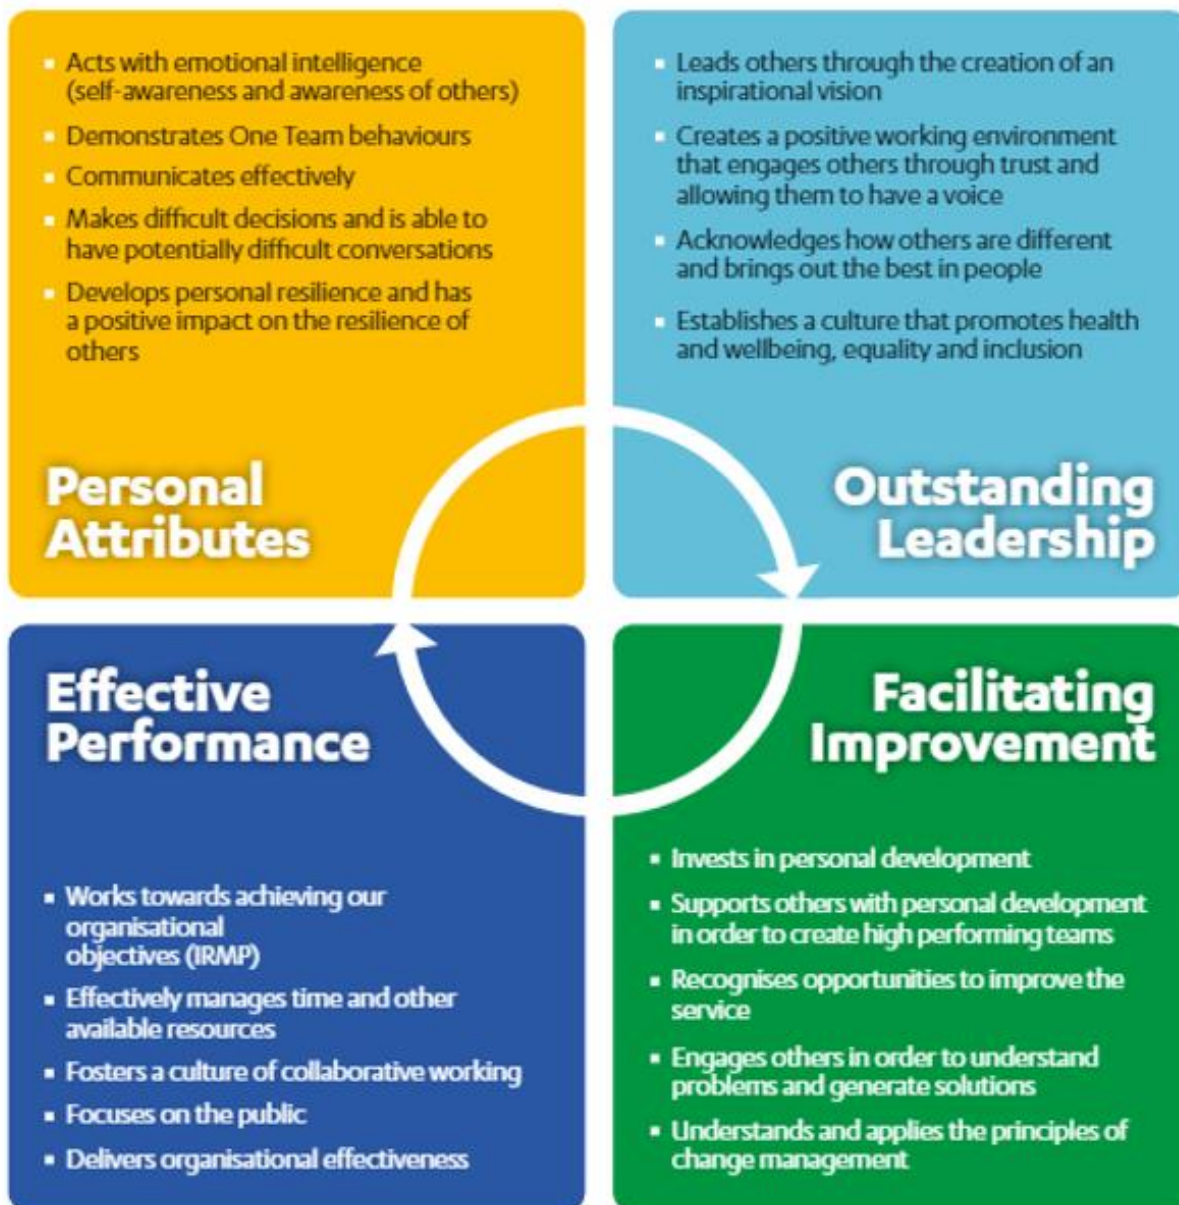 ▪ Acts with emotional intelligence
(self-awareness and awareness of others)
▪ Demonstrates One Team behaviours
▪ Communicates effectively
▪ Makes difficult decisions and is able to
have potentially difficult conversations
▪ Develops personal resilience and has
a positive impact on the resilience of
others
Personal
Attributes
▪ Leads others through the creation of an
inspirational vision
▪ Creates a positive working environment
that engages others through trust and
allowing them to have a voice
▪ Acknowledges how others are different
and brings out the best in people
▪ Establishes a culture that promotes health
and wellbeing, equality and inclusion
Outstanding
Leadership
Effective
Performance
▪ Works towards achieving our
organisational
objectives (IRMP)
▪ Effectively manages time and other
available resources
▪ Fosters a culture of collaborative working
▪ Focuses on the public
▪ Delivers organisational effectiveness
Facilitating
Improvement
▪ Invests in personal development
▪ Supports others with personal development
in order to create high performing teams
▪ Recognises opportunities to improve the
service
▪ Engages others in order to understand
problems and generate solutions
▪ Understands and applies the principles of
change management